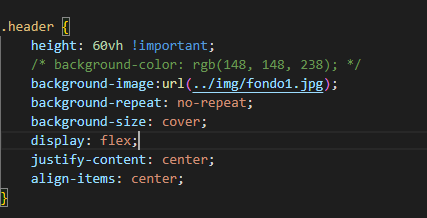 .header {
height: 60vh !important;
/* background-color: rgb(148, 148, 238); */
background-image:url(../img/fondo1.jpg);
background-repeat: no-repeat;
background-size: cover;
display: flex;
justify-content: center;
align-items: center;
}